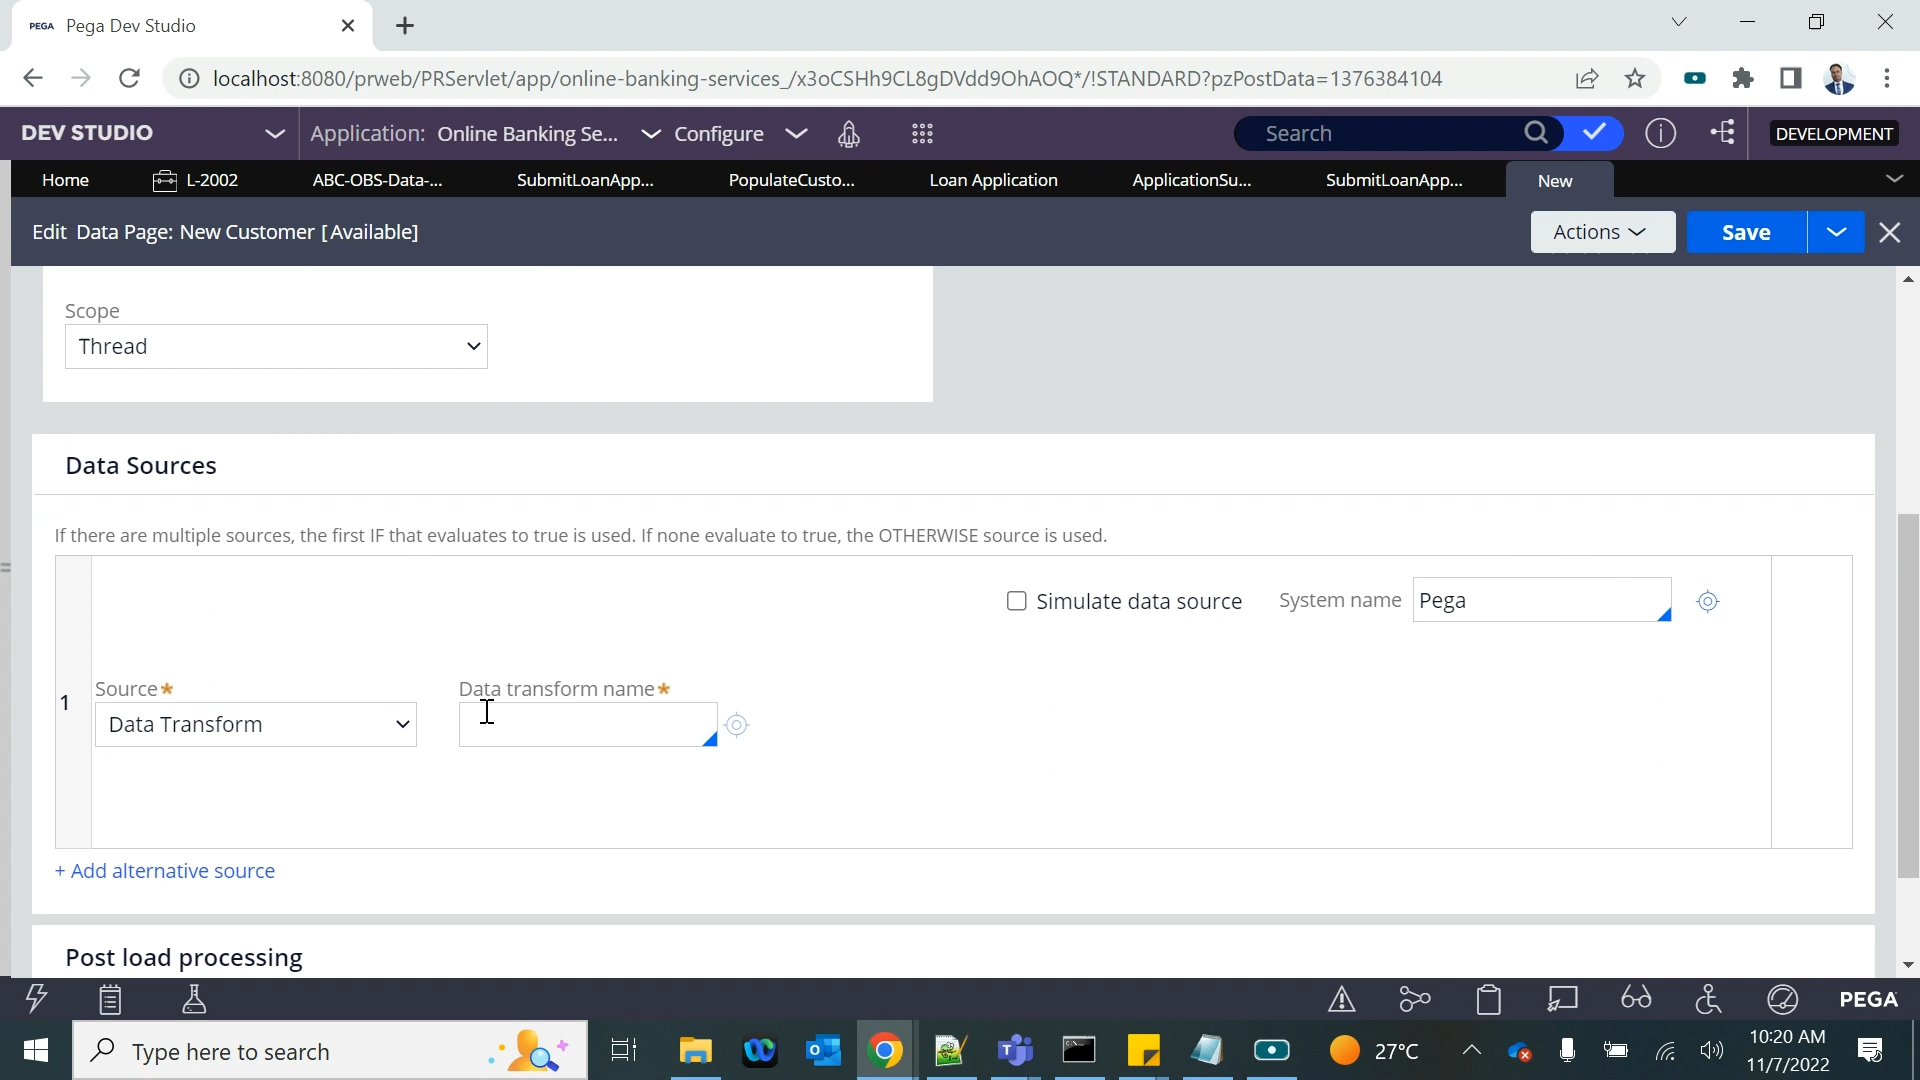 PEGA Pega Dev Studio
localhost:8080/prweb/PRServlet/app/online-banking-services_/x3oCSHh9CL8gDVdd9OhAOQ*/!STANDARD?pzPostData=1376384104
DEV STUDIO Application: Online Banking Se... Configure Search DEVELOPMENT
Home L-2002 ABC-OBS-Data-... SubmitLoanApp... PopulateCusto... Loan Application ApplicationSu... SubmitLoanApp... New
Edit Data Page: New Customer [Available] Actions Save
Scope
Thread
Data Sources
If there are multiple sources, the first IF that evaluates to true is used. If none evaluate to true, the OTHERWISE source is used.
Simulate data source System name Pega
Source* Data transform name*
1 Data Transform
+ Add alternative source
Post load processing
PEGA
Type here to search 27°C 10:20 AM
11/7/2022